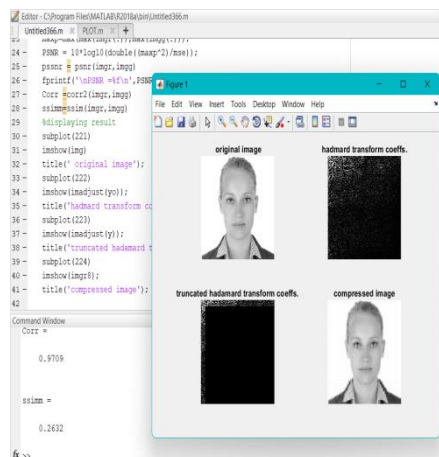 Editor - C:\Program Files\MATLAB\R2018a\bin\Untitled366.m
Untitled366.m × PLOT.m × +
24 - PSNR = 10*log10(double((maxp^2)/mse));
25 - pssnr = psnr(imgr,imgg)
26 - fprintf('\nPSNR =%f\n',PSNR
27 - Corr =corr2(imgr,imgg)
28 - ssimm=ssim(imgr,imgg)
29 %displaying result
30 - subplot(221)
31 - imshow(img)
32 - title(' original image');
33 - subplot(222)
34 - imshow(imadjust(yo));
35 - title('hadmard transform co
36 - subplot(223)
37 - imshow(imadjust(y));
38 - title('truncated hadamard t
39 - subplot(224)
40 - imshow(imgr8);
41 - title('compressed image');
42
Command Window
Corr =
0.9709
ssimm =
0.2632
fx >>
Figure 1
File Edit View Insert Tools Desktop Window Help
original image
hadmard transform coeffs.
truncated hadamard transform coeffs.
compressed image